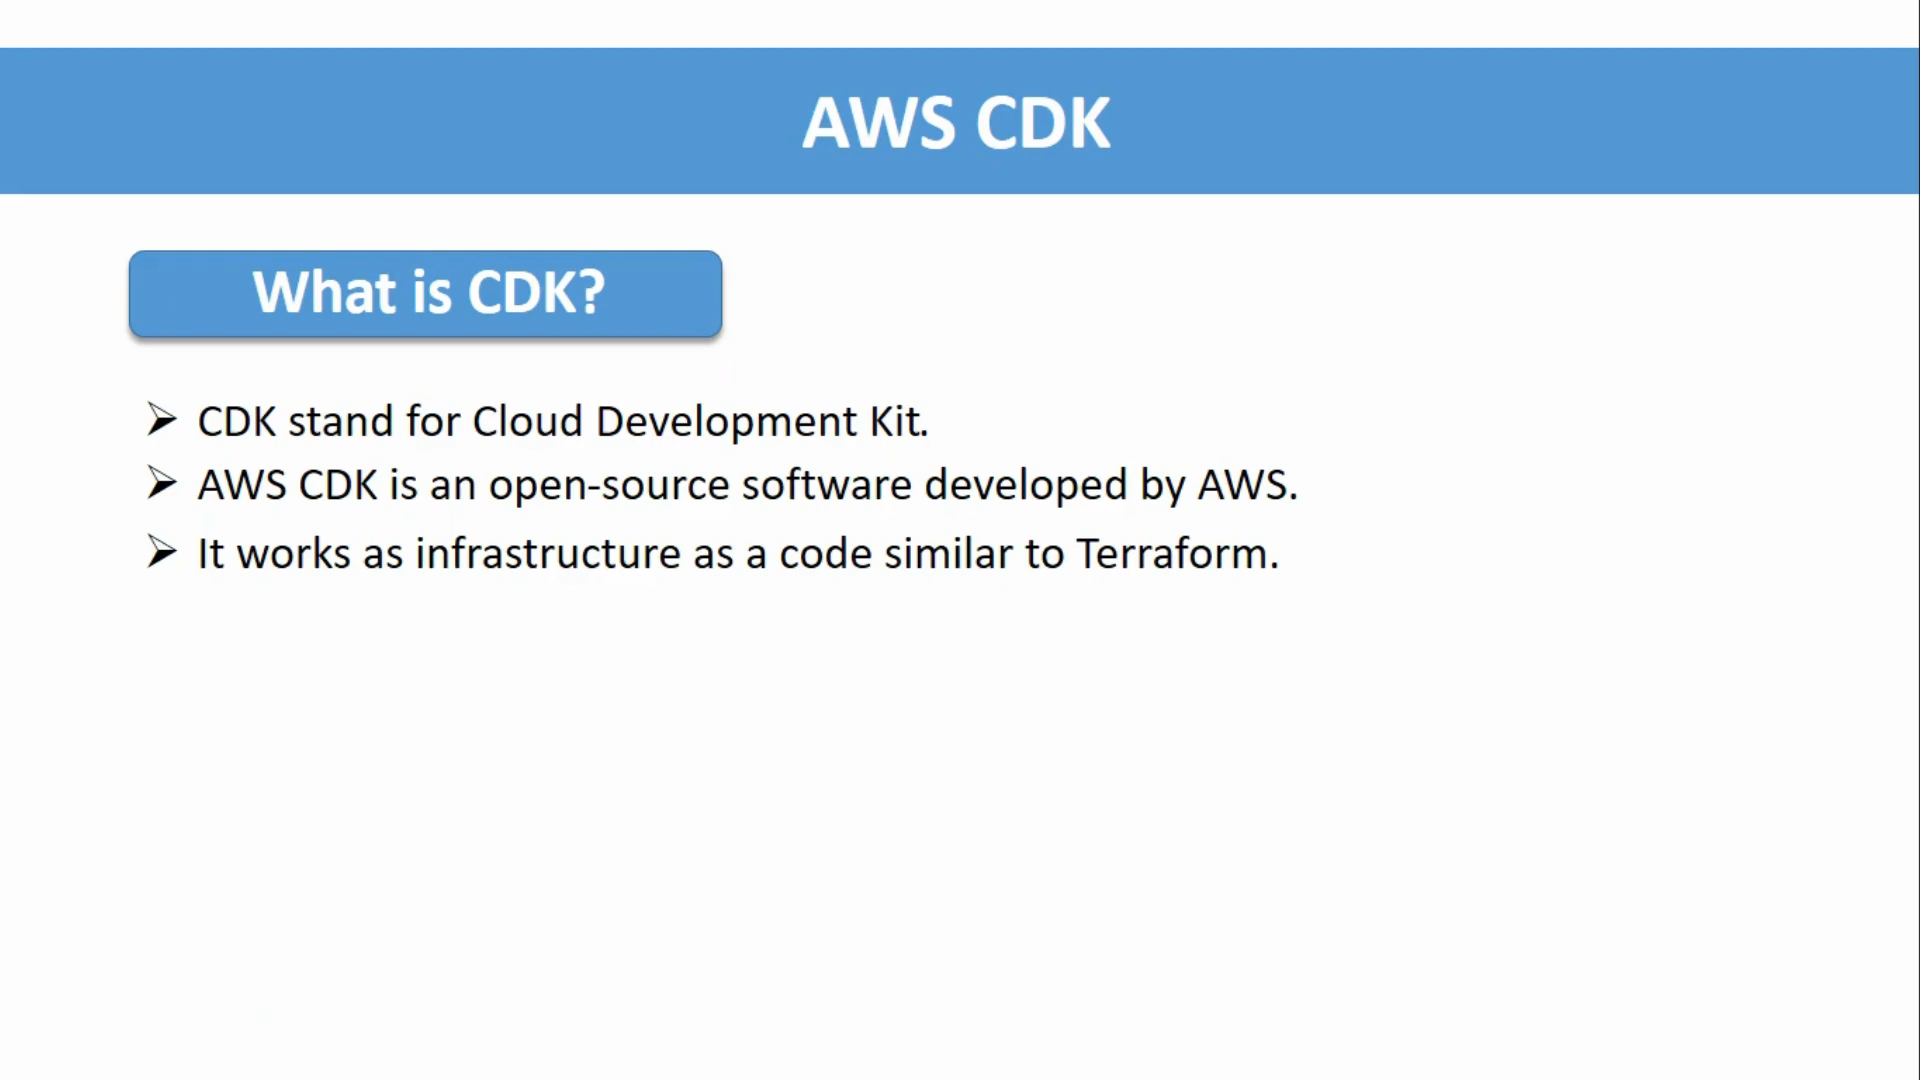 AWS CDK
What is CDK?
➢ CDK stand for Cloud Development Kit.
➢ AWS CDK is an open-source software developed by AWS.
➢ It works as infrastructure as a code similar to Terraform.